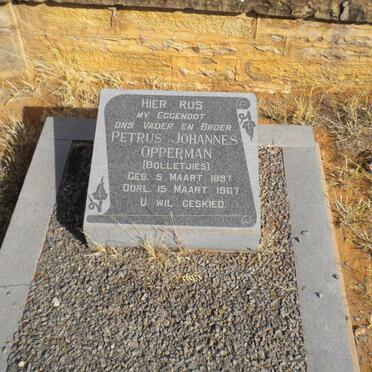 HIER RUS
MY EGGENOOT
ONS VADER EN BROER
PETRUS JOHANNES
OPPERMAN
(BOLLETJIES)
GEB. 5. MAART 1897
OORL. 15 MAART 1967
U WIL GESKIED.